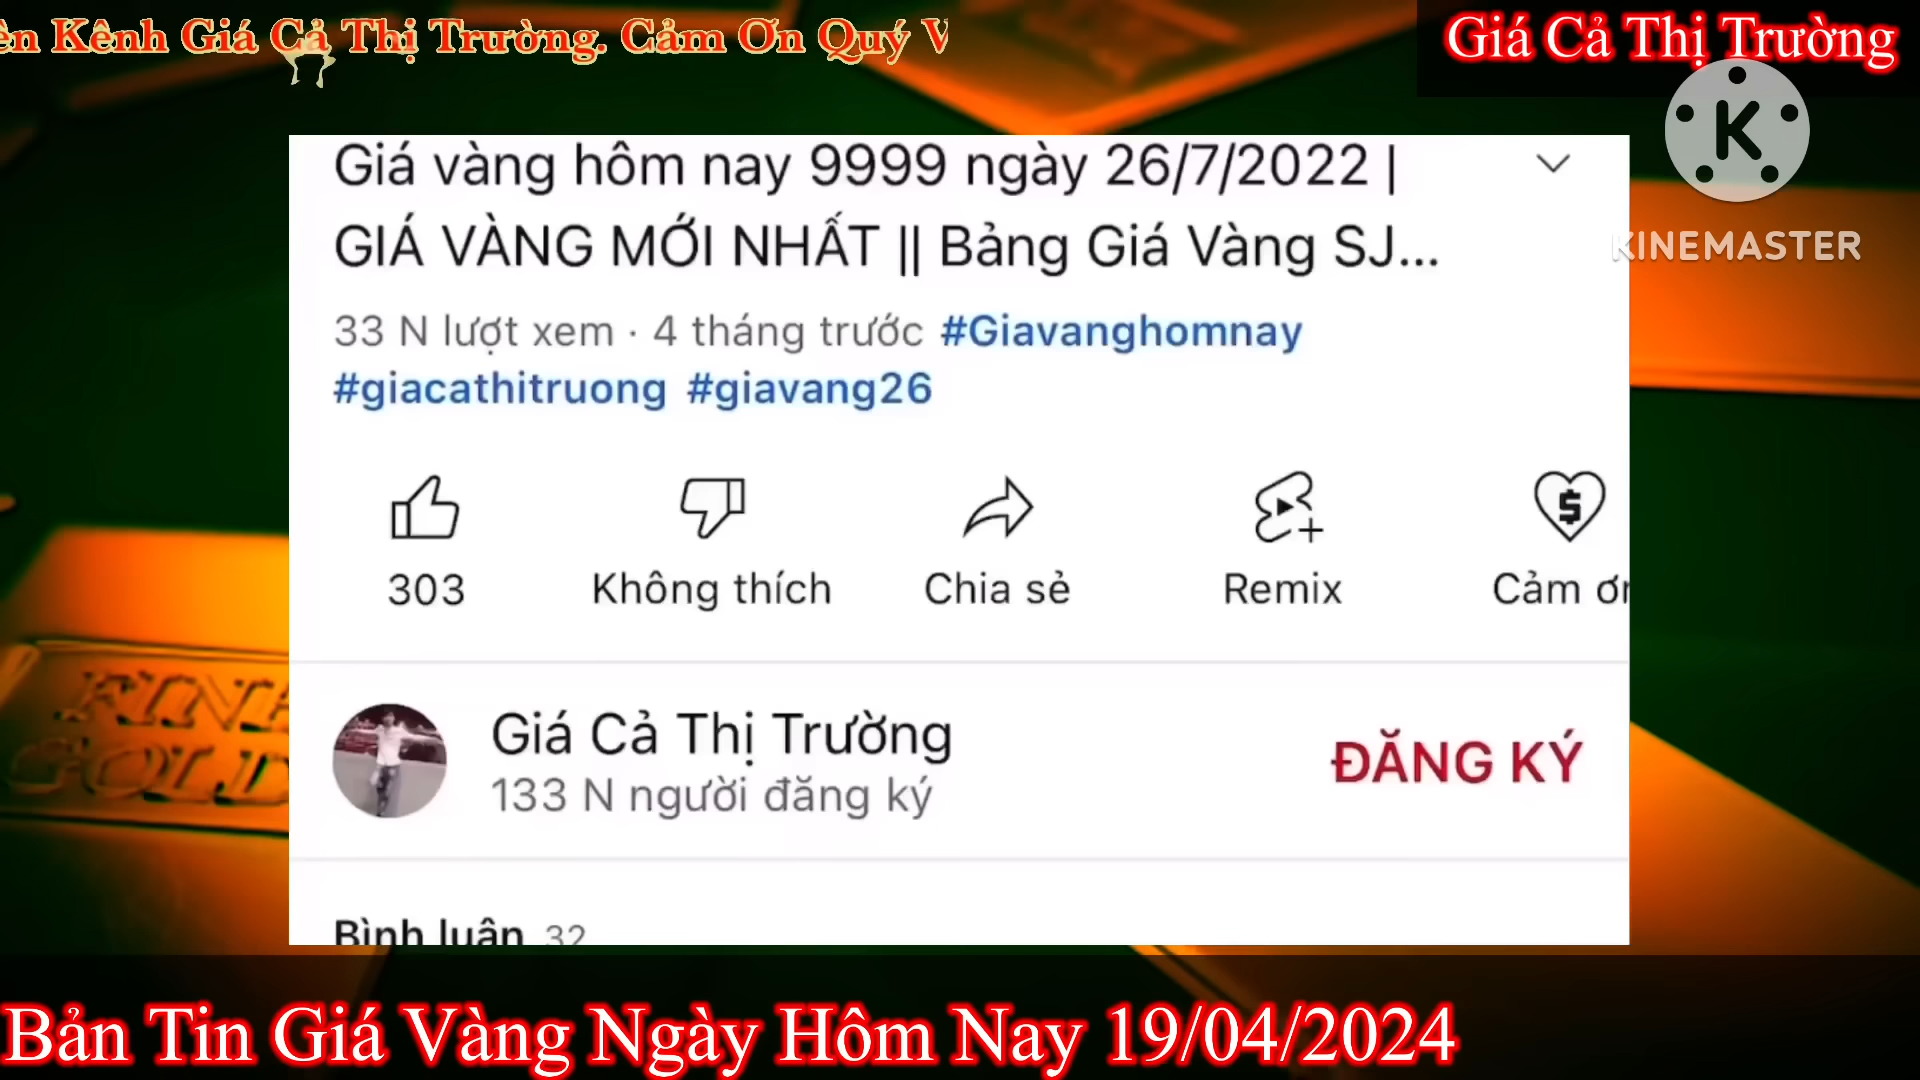 Kênh Giá Cả Thị Trường. Cảm Ơn Quý
Giá Cả Thị Trường
K
KINEMASTER
Giá vàng hôm nay 9999 ngày 26/7/2022 |
GIÁ VÀNG MỚI NHẤT || Bảng Giá Vàng SJ...
33 N lượt xem · 4 tháng trước #Giavanghomnay
#giacathitruong #giavang26
303
Không thích
Chia sẻ
Remix
Cảm ơn
Giá Cả Thị Trường
133 N người đăng ký
ĐĂNG KÝ
Bình luận 32
GOLD
Bản Tin Giá Vàng Ngày Hôm Nay 19/04/2024